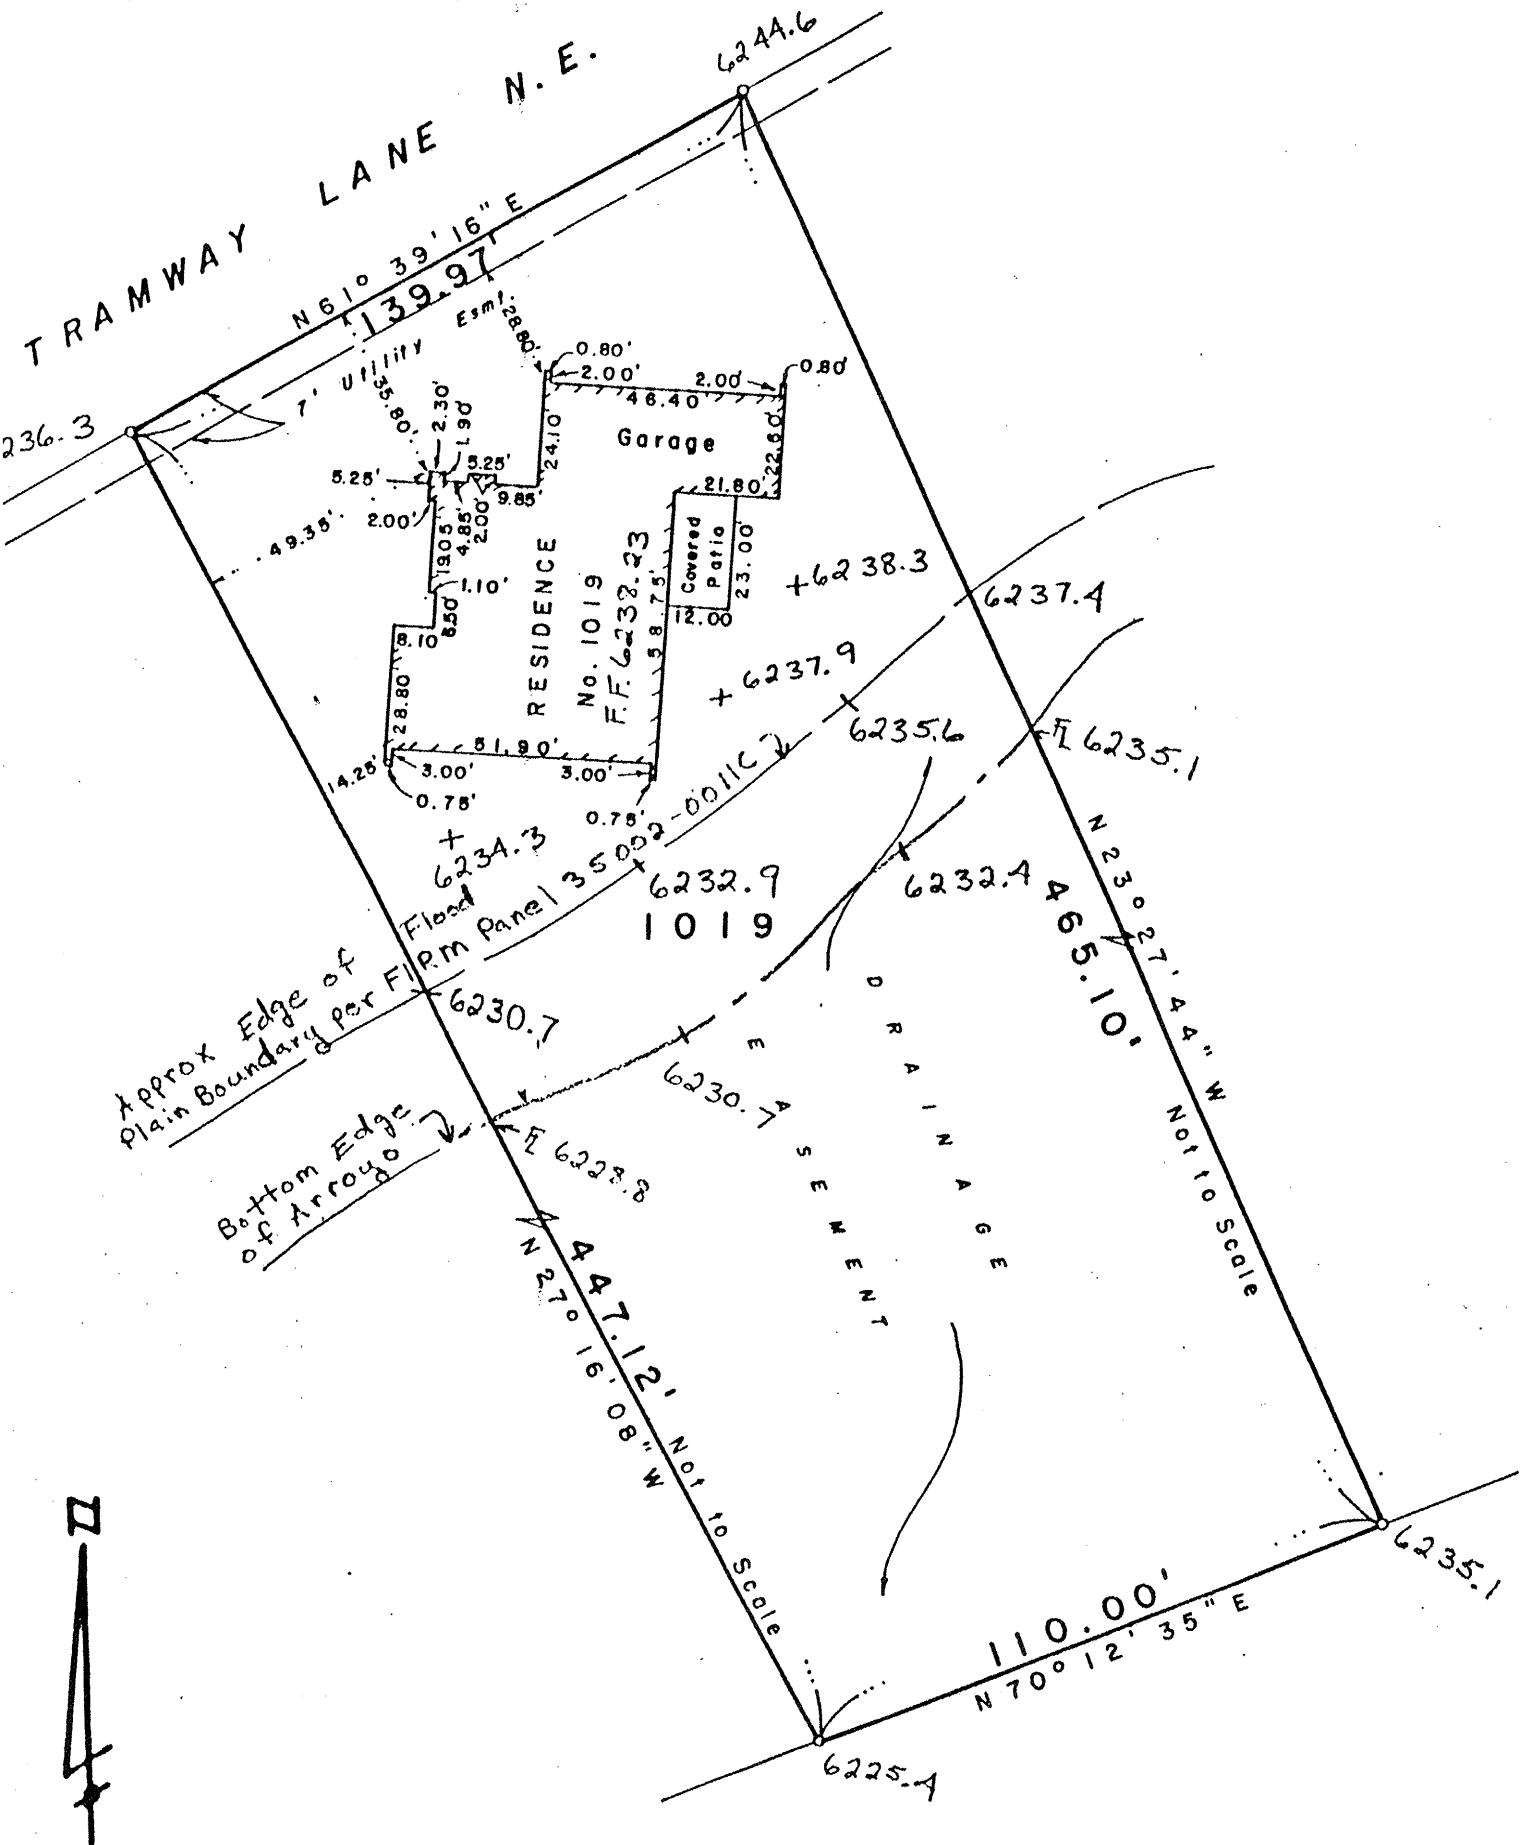 6244.6
TRAMWAY LANE N.E.
N 61° 39' 16" E
139.97'
7' Utility Esmt.
236.3
28.80'
35.80'
0.80'
2.00'
2.00'
0.80'
46.40
Garage
24.10'
22.60'
21.80'
2.30'
1.90'
5.25'
5.25'
9.85'
2.00'
4.85'
2.00'
19.05'
1.10'
49.35'
8.50'
8.10
28.80'
RESIDENCE
No. 1019
F.F. 6238.23
58.75'
Covered
Patio
23.00'
12.00
+6238.3
6237.4
+ 6237.9
6235.6
℄ 6235.1
51.90'
14.25'
3.00'
3.00'
0.75'
0.75'
+
6234.3
6232.9
1019
6232.4
Approx Edge of Flood
Plain Boundary per FIRM Panel 35002-0011C
6230.7
6230.7
Bottom Edge
of Arroyo
℄ 6228.8
DRAINAGE
EASEMENT
N 23° 27' 44" W
465.10'
Not to Scale
447.12'
N 27° 16' 08" W
Not to Scale
6235.1
110.00'
N 70° 12' 35" E
6225.4
N